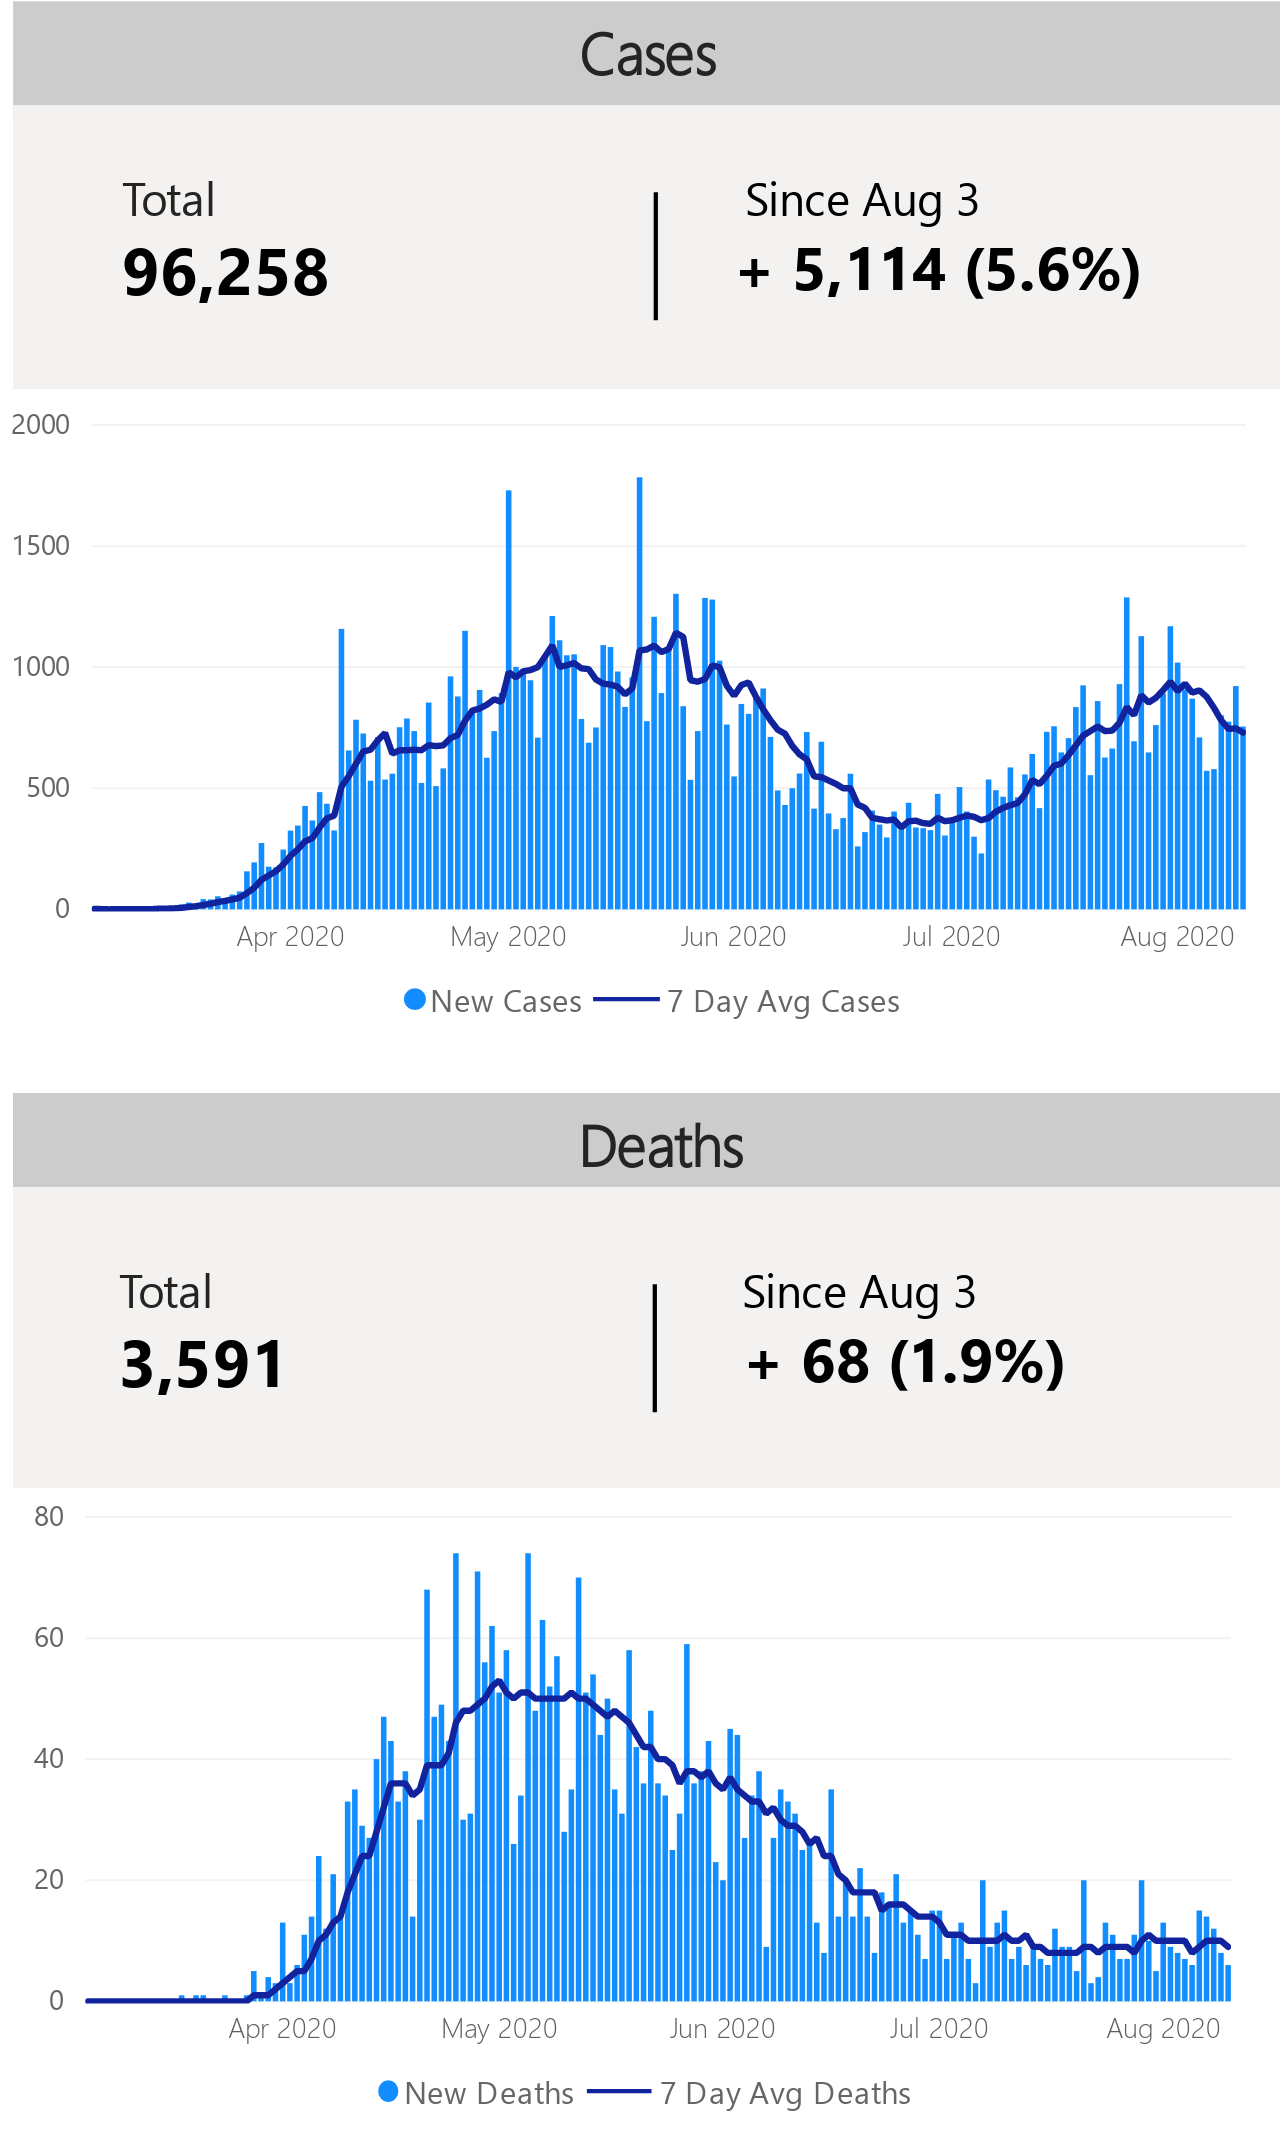 Cases
Total
Since Aug 3
96,258
+ 5,114 (5.6%)
2000
1500
1000
500
0
Apr 2020
May 2020
Jun 2020
Jul 2020
Aug 2020
New Cases
7 Day Avg Cases
Deaths
Total
Since Aug 3
3,591
+ 68 (1.9%)
80
60
40
20
0
Apr 2020
May 2020
Jun 2020
Jul 2020
Aug 2020
New Deaths
7 Day Avg Deaths